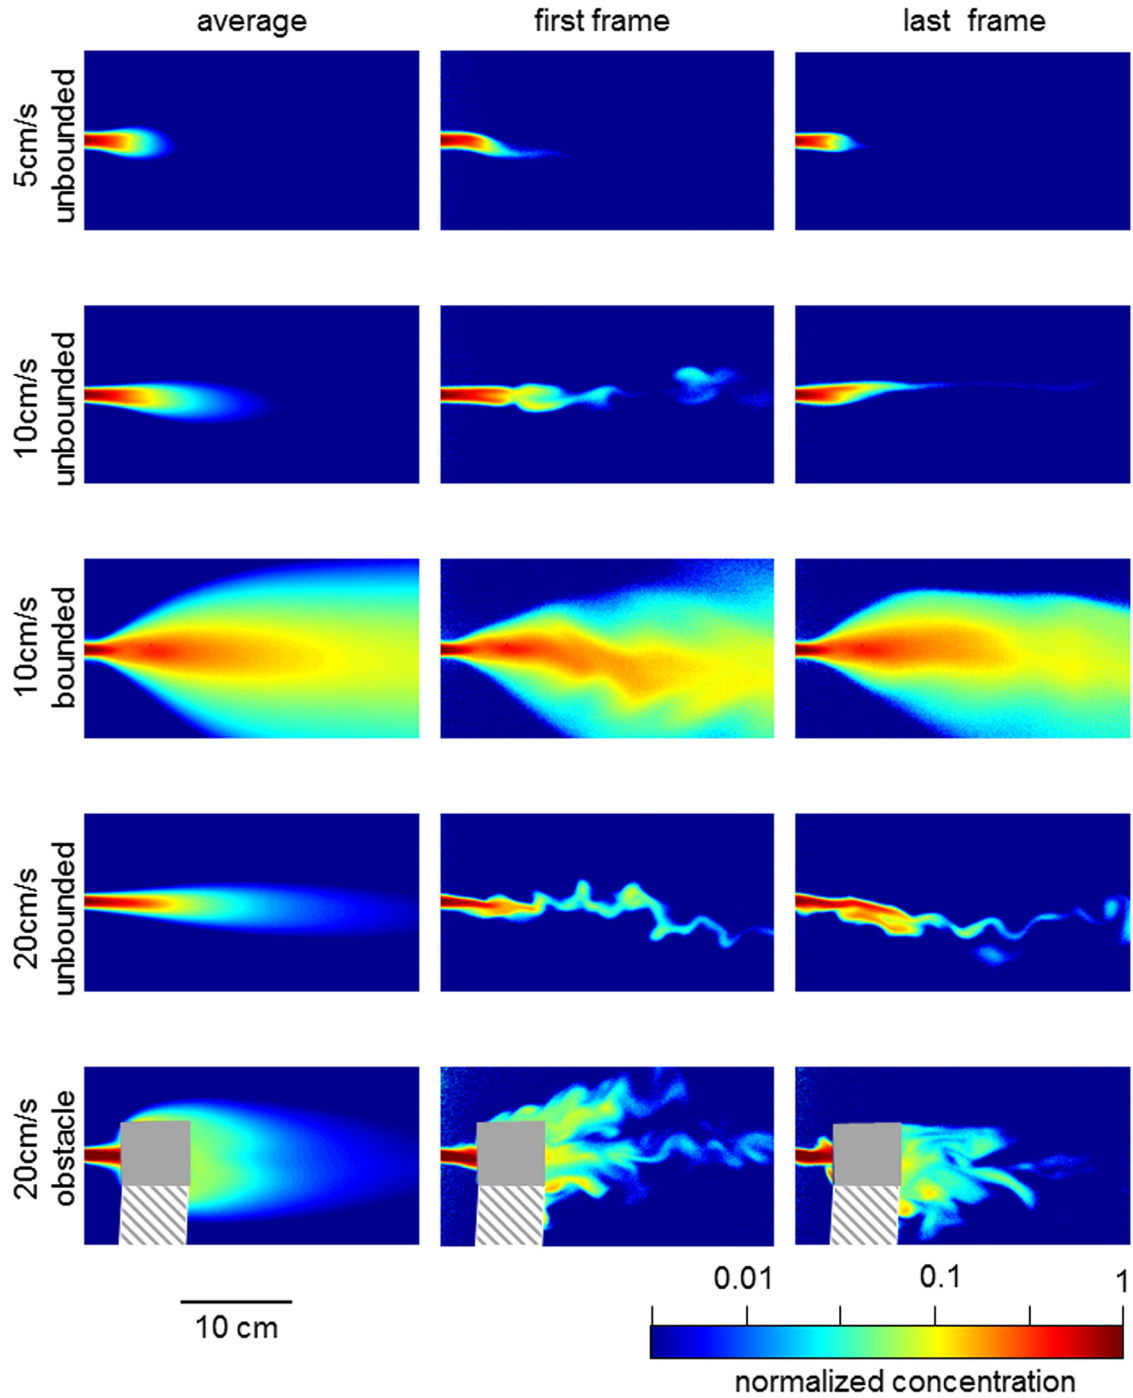 average
first frame
last frame
5cm/s
unbounded
10cm/s
unbounded
10cm/s
bounded
20cm/s
unbounded
20cm/s
obstacle
10 cm
0.01
0.1
1
normalized concentration